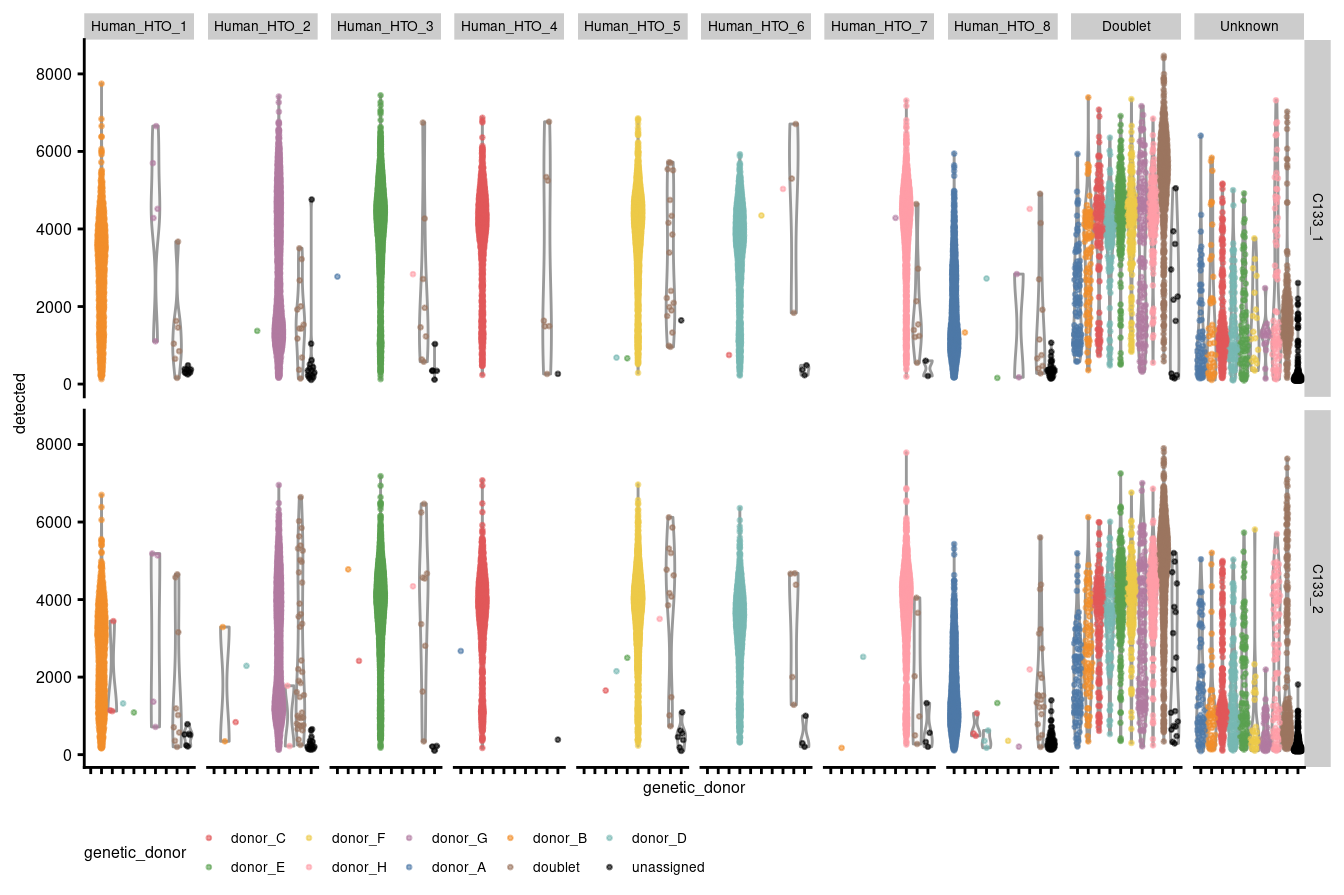 Human_HTO_1 Human_HTO_2 Human_HTO_3 Human_HTO_4 Human_HTO_5 Human_HTO_6 Human_HTO_7 Human_HTO_8 Doublet Unknown
8000
6000
4000
2000
0
C133_1
detected
8000
6000
4000
2000
0
C133_2
genetic_donor
genetic_donor
donor_C donor_F donor_G donor_B donor_D
donor_E donor_H donor_A doublet unassigned